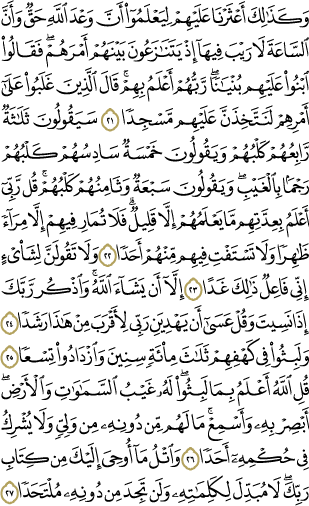 وَكَذَٰلِكَ أَعْثَرْنَا عَلَيْهِمْ لِيَعْلَمُوٓا۟ أَنَّ وَعْدَ ٱللَّهِ حَقٌّ وَأَنَّ
ٱلسَّاعَةَ لَا رَيْبَ فِيهَآ إِذْ يَتَنَٰزَعُونَ بَيْنَهُمْ أَمْرَهُمْ ۖ فَقَالُوا۟
ٱبْنُوا۟ عَلَيْهِم بُنْيَٰنًا ۖ رَّبُّهُمْ أَعْلَمُ بِهِمْ ۚ قَالَ ٱلَّذِينَ غَلَبُوا۟ عَلَىٰٓ
أَمْرِهِمْ لَنَتَّخِذَنَّ عَلَيْهِم مَّسْجِدًا ٢١ سَيَقُولُونَ ثَلَٰثَةٌ
رَّابِعُهُمْ كَلْبُهُمْ وَيَقُولُونَ خَمْسَةٌ سَادِسُهُمْ كَلْبُهُمْ
رَجْمًۢا بِٱلْغَيْبِ ۖ وَيَقُولُونَ سَبْعَةٌ وَثَامِنُهُمْ كَلْبُهُمْ ۚ قُل رَّبِّىٓ
أَعْلَمُ بِعِدَّتِهِم مَّا يَعْلَمُهُمْ إِلَّا قَلِيلٌ ۗ فَلَا تُمَارِ فِيهِمْ إِلَّا مِرَآءً
ظَٰهِرًا وَلَا تَسْتَفْتِ فِيهِم مِّنْهُمْ أَحَدًا ٢٢ وَلَا تَقُولَنَّ لِشَا۟ىْءٍ
إِنِّى فَاعِلٌ ذَٰلِكَ غَدًا ٢٣ إِلَّآ أَن يَشَآءَ ٱللَّهُ ۚ وَٱذْكُر رَّبَّكَ
إِذَا نَسِيتَ وَقُلْ عَسَىٰٓ أَن يَهْدِيَنِ رَبِّى لِأَقْرَبَ مِنْ هَٰذَا رَشَدًا ٢٤
وَلَبِثُوا۟ فِى كَهْفِهِمْ ثَلَٰثَ مِا۟ئَةٍ سِنِينَ وَٱزْدَادُوا۟ تِسْعًا ٢٥
قُلِ ٱللَّهُ أَعْلَمُ بِمَا لَبِثُوا۟ ۖ لَهُۥ غَيْبُ ٱلسَّمَٰوَٰتِ وَٱلْأَرْضِ ۖ
أَبْصِرْ بِهِۦ وَأَسْمِعْ ۚ مَا لَهُم مِّن دُونِهِۦ مِن وَلِىٍّ وَلَا يُشْرِكُ
فِى حُكْمِهِۦٓ أَحَدًا ٢٦ وَٱتْلُ مَآ أُوحِىَ إِلَيْكَ مِن كِتَابِ
رَبِّكَ ۖ لَا مُبَدِّلَ لِكَلِمَٰتِهِۦ وَلَن تَجِدَ مِن دُونِهِۦ مُلْتَحَدًا ٢٧